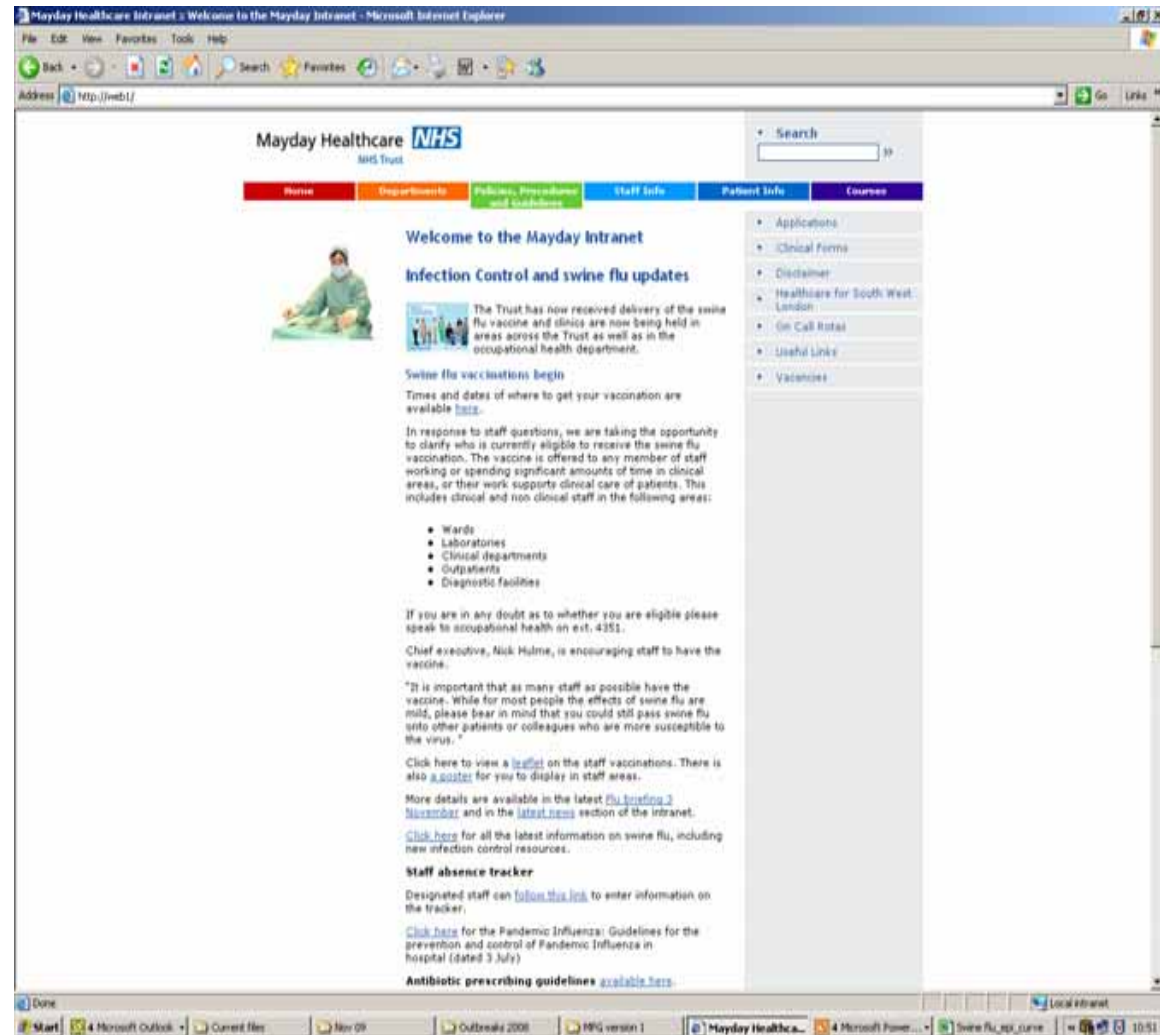 Mayday Healthcare Intranet :: Welcome to the Mayday Intranet - Microsoft Internet Explorer
File Edit View Favorites Tools Help
Back Search Favorites
Address http://web1/ Go Links
Mayday Healthcare NHS
NHS Trust
Search
Home Departments Policies, Procedures and Guidelines Staff Info Patient Info Courses
Applications
Clinical Forms
Disclaimer
Healthcare for South West
London
On Call Rotas
Useful Links
Vacancies
Welcome to the Mayday Intranet
Infection Control and swine flu updates
The Trust has now received delivery of the swine
flu vaccine and clinics are now being held in
areas across the Trust as well as in the
occupational health department.
Swine flu vaccinations begin
Times and dates of where to get your vaccination are
available here.
In response to staff questions, we are taking the opportunity
to clarify who is currently eligible to receive the swine flu
vaccination. The vaccine is offered to any member of staff
working or spending significant amounts of time in clinical
areas, or their work supports clinical care of patients. This
includes clinical and non clinical staff in the following areas:
Wards
Laboratories
Clinical departments
Outpatients
Diagnostic facilities
If you are in any doubt as to whether you are eligible please
speak to occupational health on ext. 4351.
Chief executive, Nick Hulme, is encouraging staff to have the
vaccine.
"It is important that as many staff as possible have the
vaccine. While for most people the effects of swine flu are
mild, please bear in mind that you could still pass swine flu
onto other patients or colleagues who are more susceptible to
the virus. "
Click here to view a leaflet on the staff vaccinations. There is
also a poster for you to display in staff areas.
More details are available in the latest flu briefing 3
November and in the latest news section of the intranet.
Click here for all the latest information on swine flu, including
new infection control resources.
Staff absence tracker
Designated staff can follow this link to enter information on
the tracker.
Click here for the Pandemic Influenza: Guidelines for the
prevention and control of Pandemic Influenza in
hospital (dated 3 July)
Antibiotic prescribing guidelines available here.
Done Local intranet
Start 4 Microsoft Outlook Current files Nov 09 Outbreaks 2008 MPG version 1 Mayday Healthca... 4 Microsoft Power... Swine flu_epi_curve